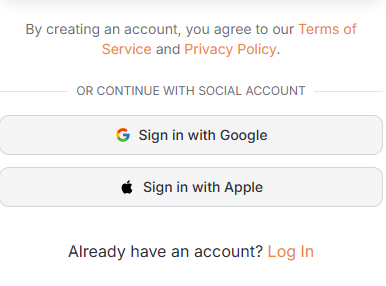 By creating an account, you agree to our Terms of
Service and Privacy Policy.
OR CONTINUE WITH SOCIAL ACCOUNT
Sign in with Google
Sign in with Apple
Already have an account? Log In